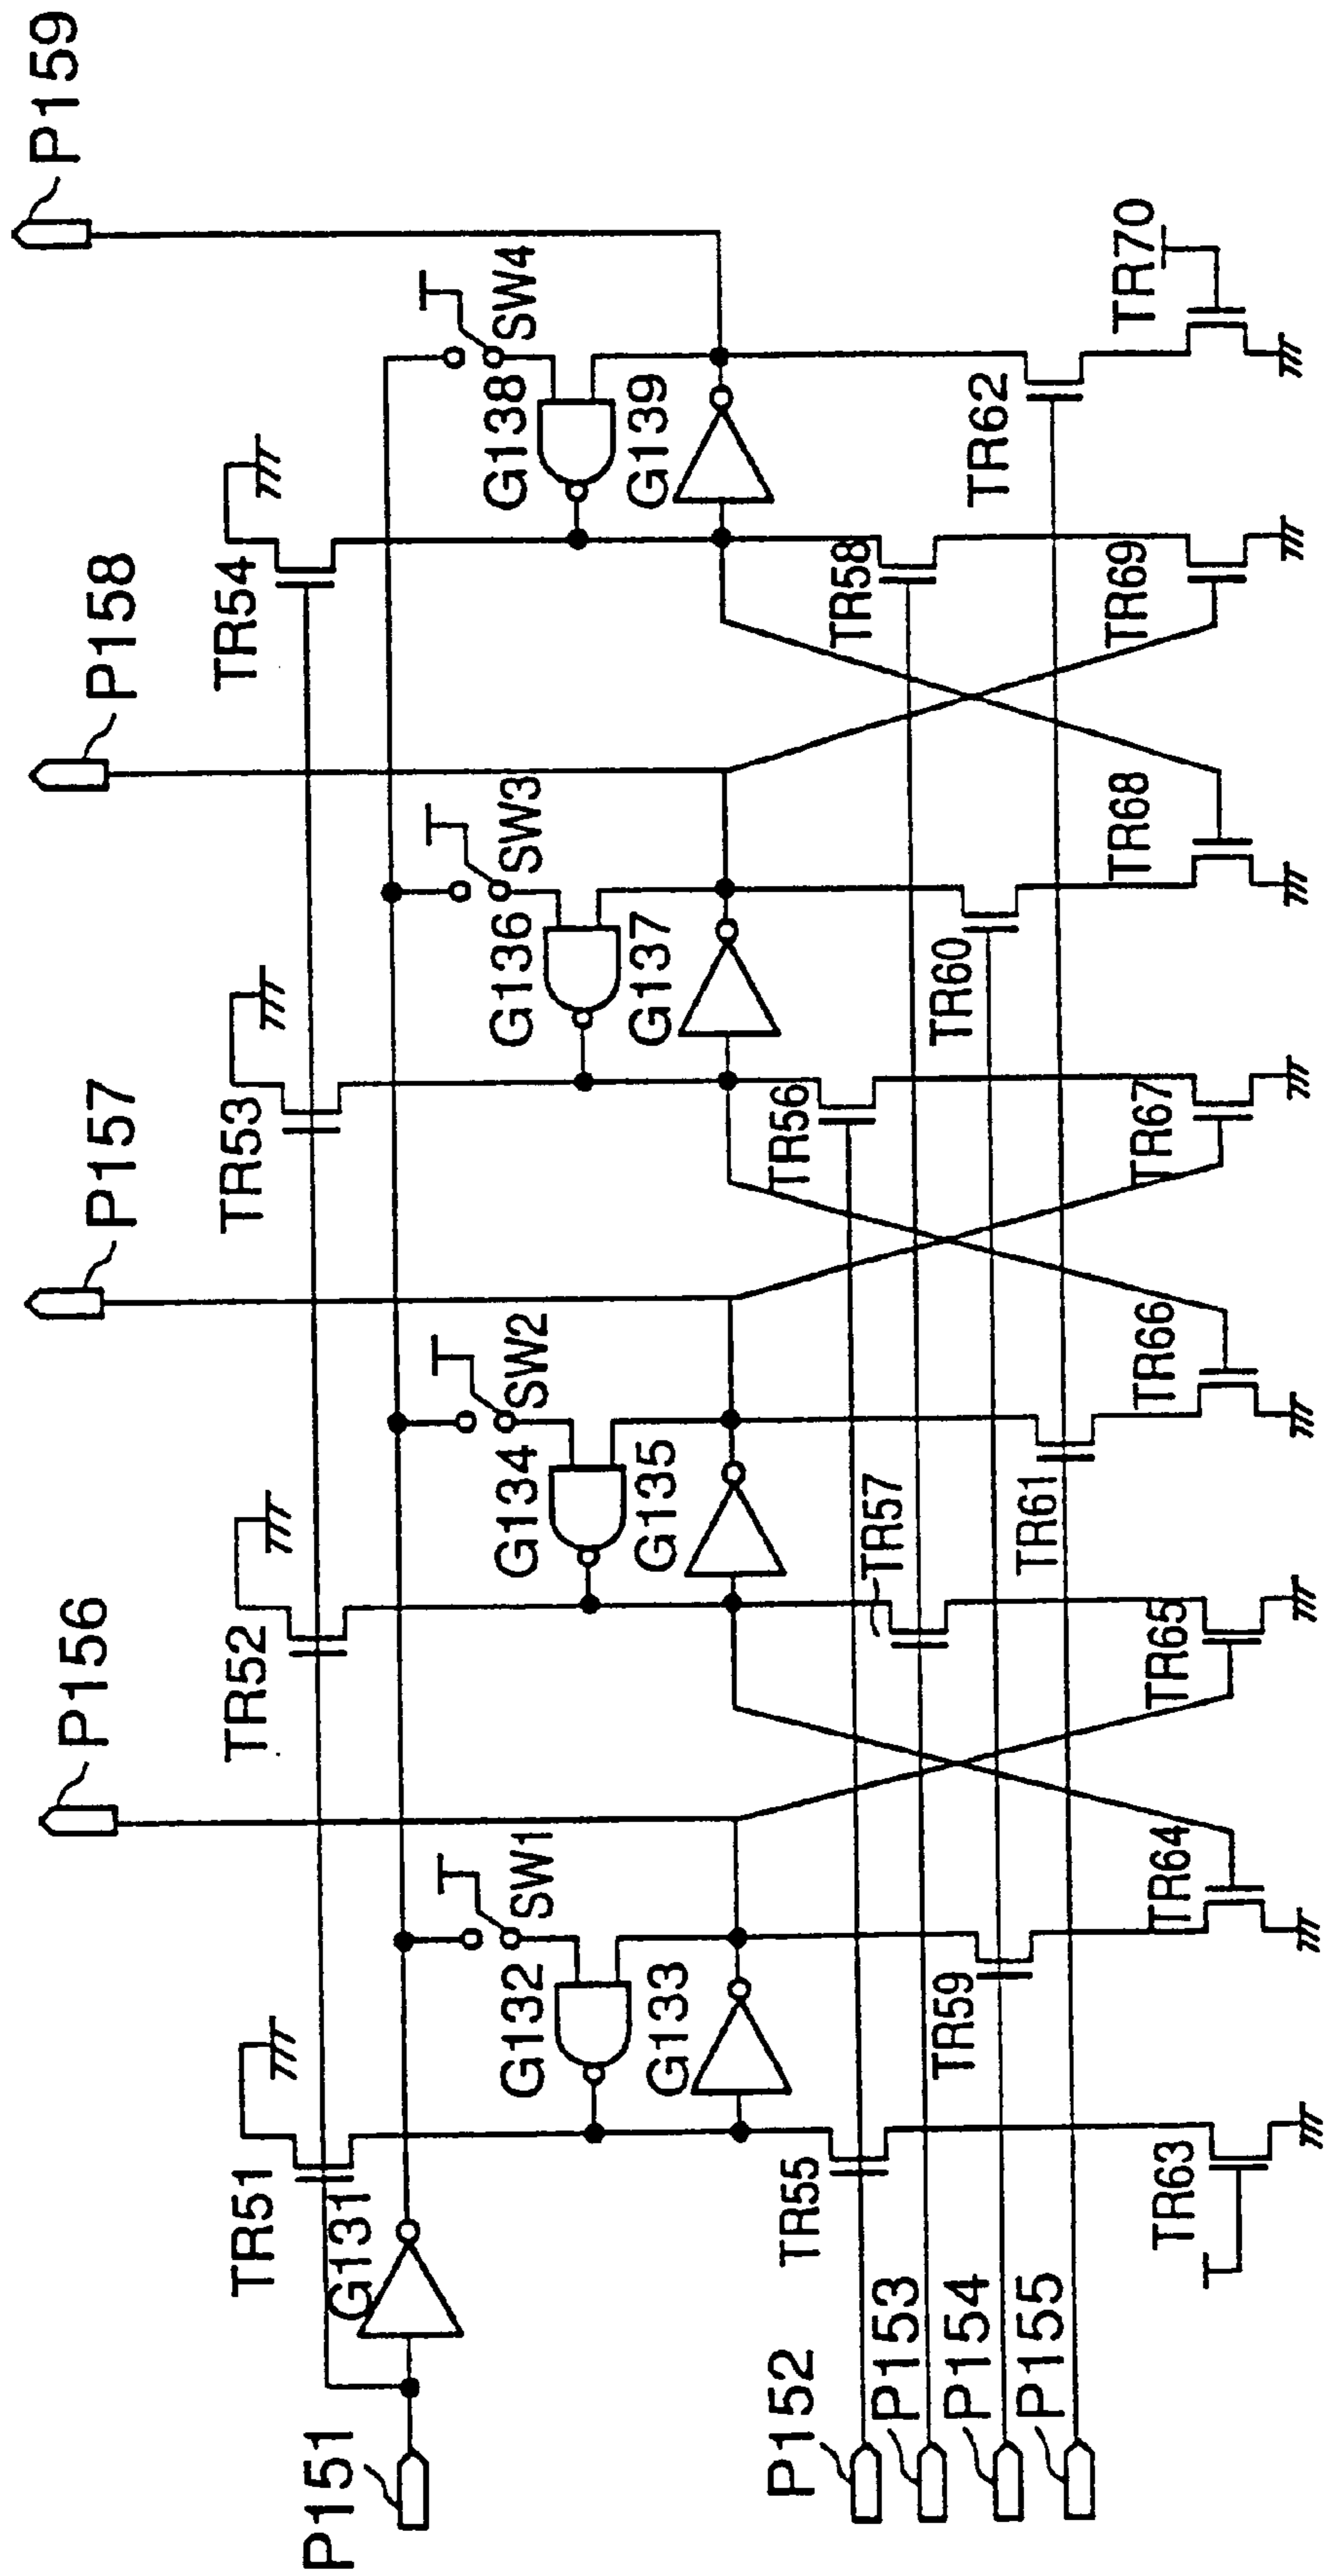 P156
P157
P158
P159
TR51
TR52
TR53
TR54
G131
SW1
SW2
SW3
SW4
G132
G134
G136
G138
G133
G135
G137
G139
P151
TR55
TR57
TR56
TR58
TR59
TR61
TR60
TR62
P152
P153
P154
P155
TR63
TR64
TR65
TR66
TR67
TR68
TR69
TR70